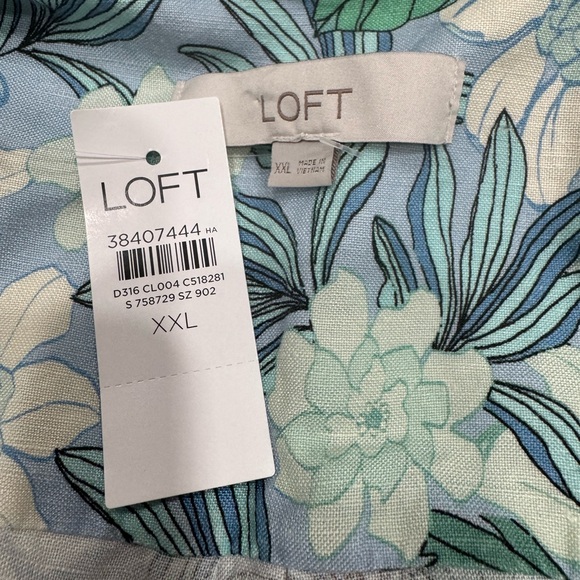 LOFT
XXL
MADE IN
VIETNAM
LOFT
38407444 HA
D316 CL004 C518281
S 758729 SZ 902
XXL